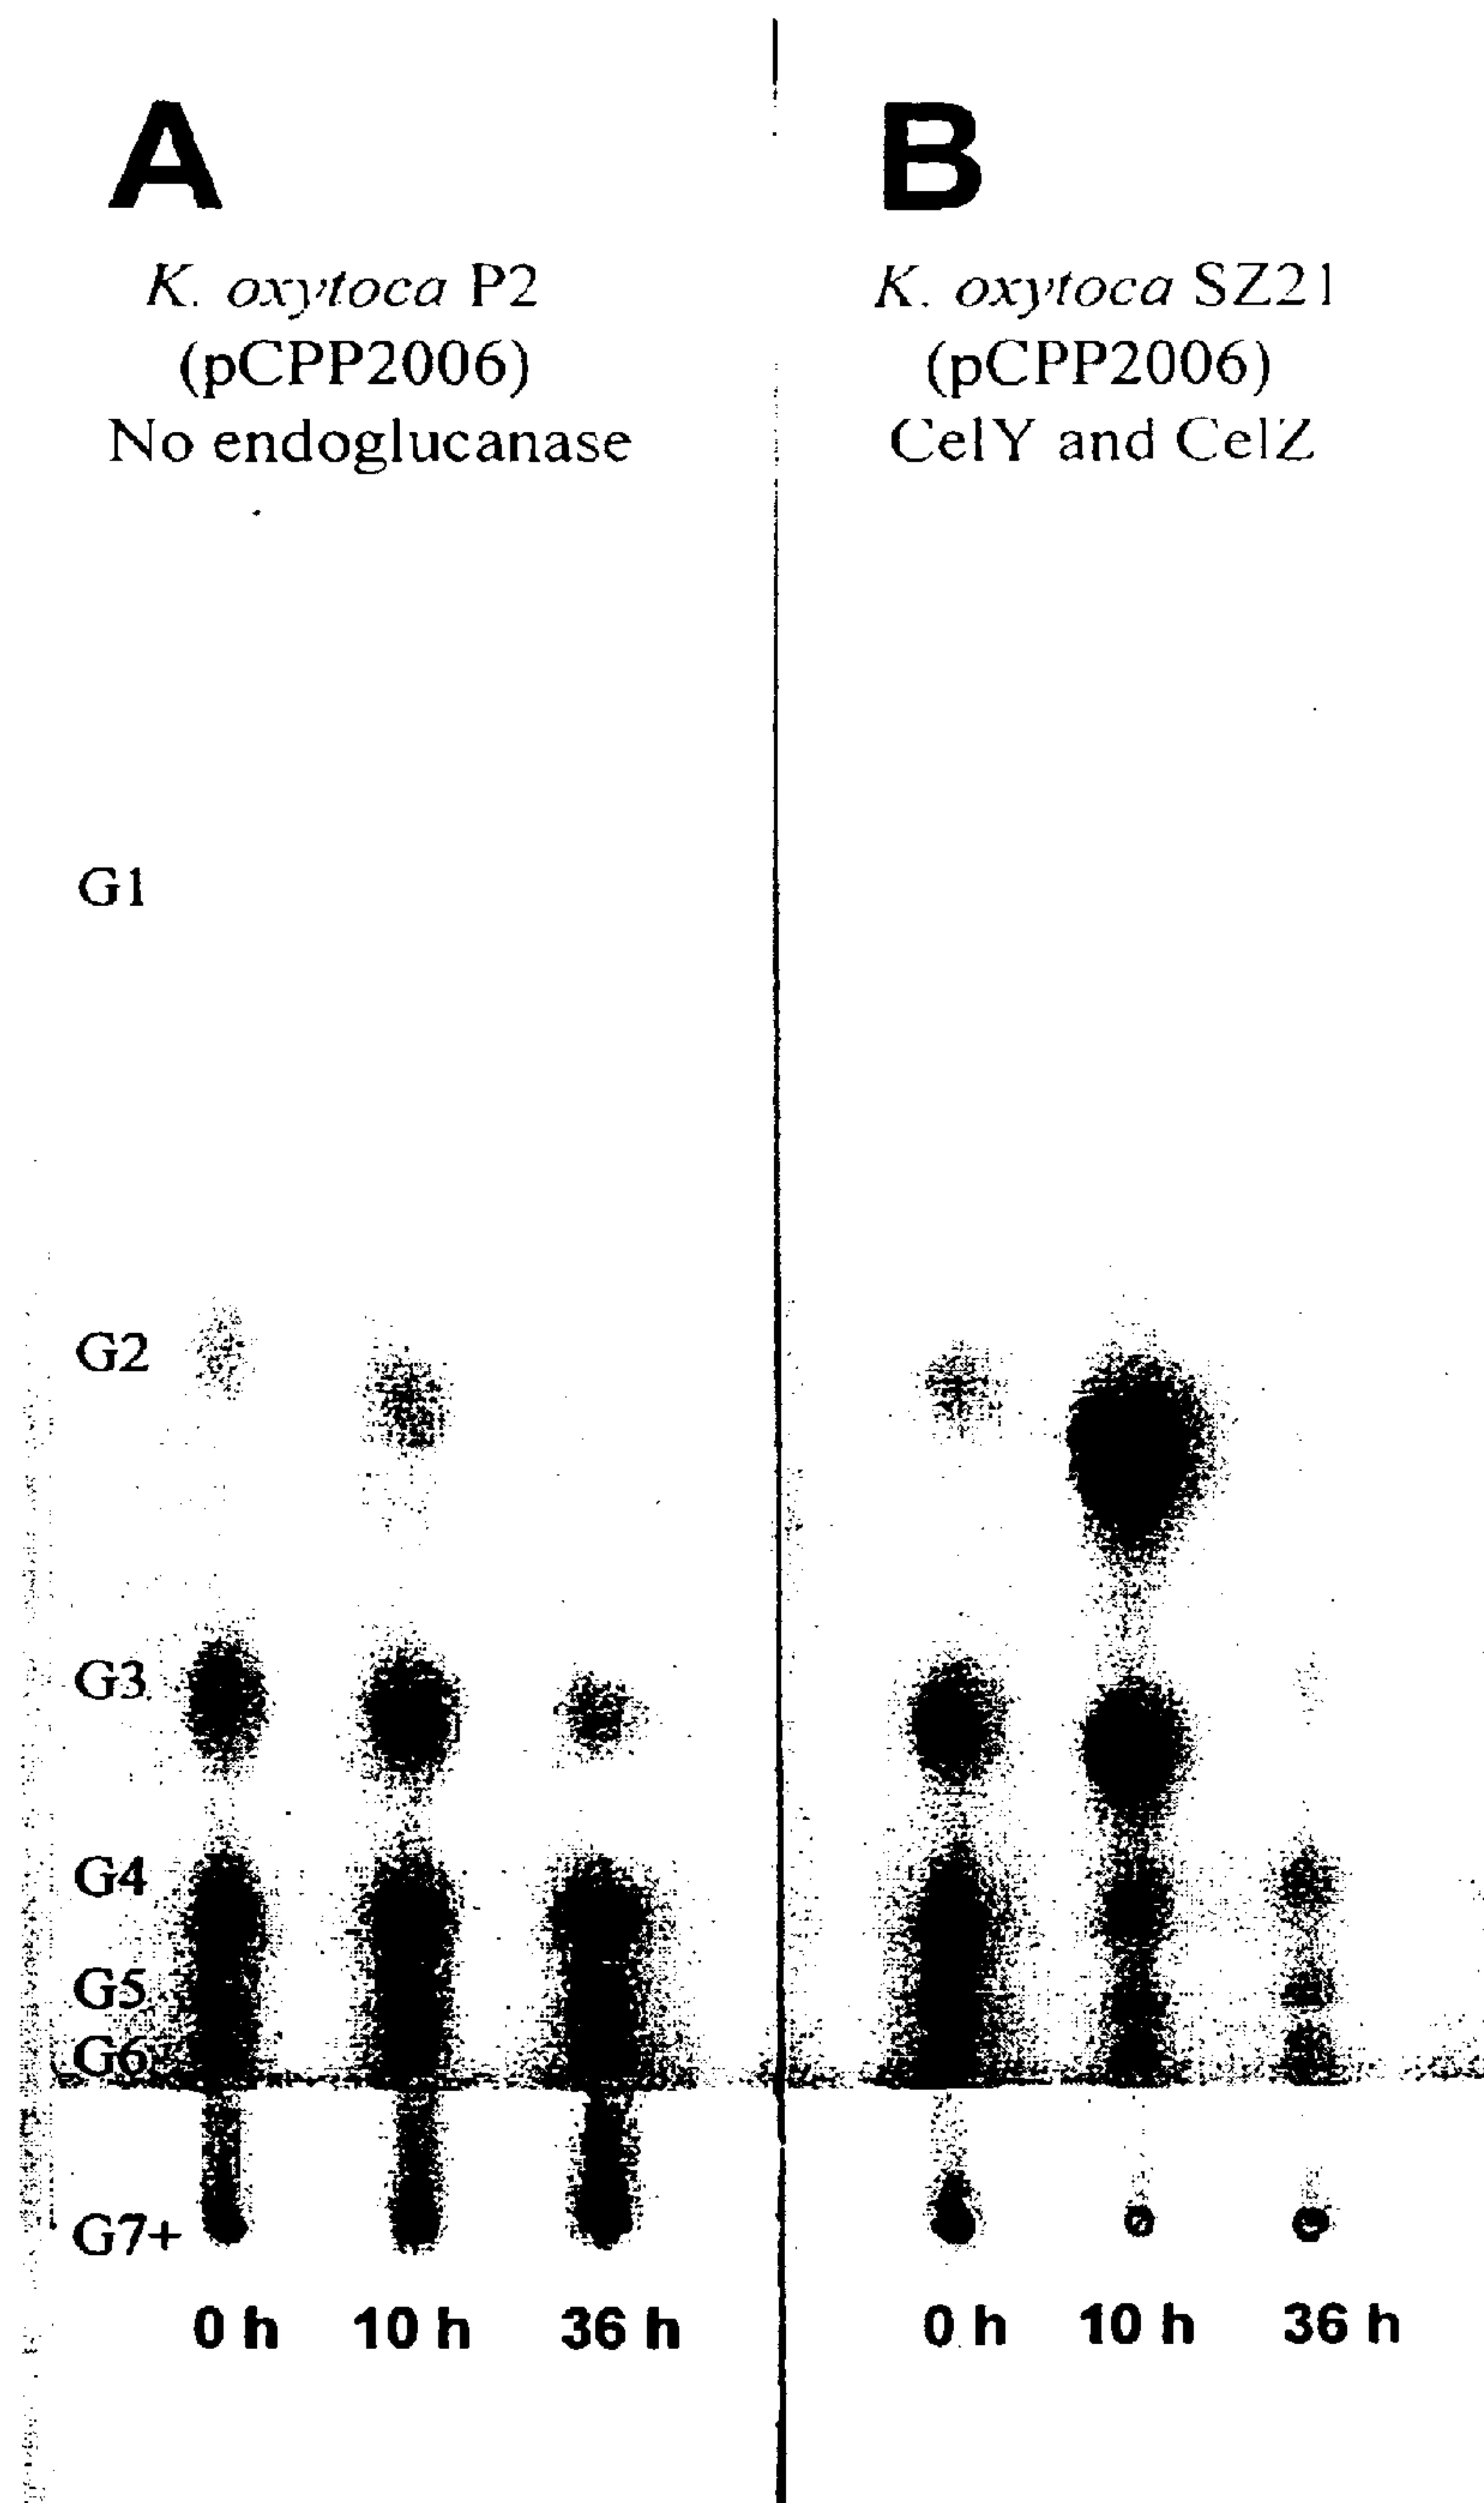 A
K. oxytoca P2
(pCPP2006)
No endoglucanase
B
K. oxytoca SZ21
(pCPP2006)
CelY and CelZ
G1
G2
G3
G4
G5
G6
G7+
0 h 10 h 36 h
0 h 10 h 36 h